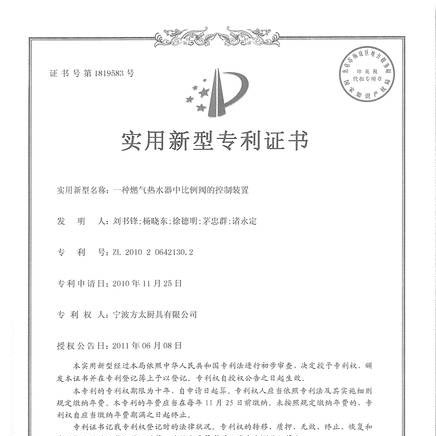 证书号第1819583号
印花税
代扣专用章
国家知识产权局
实用新型专利证书
实用新型名称：一种燃气热水器中比例阀的控制装置
发 明 人：刘书锋;杨晓东;徐德明;茅忠群;诸永定
专 利 号：ZL 2010 2 0642130.2
专利申请日：2010年11月25日
专 利 权 人：宁波方太厨具有限公司
授权公告日：2011年06月08日
本实用新型经过本局依照中华人民共和国专利法进行初步审查，决定授予专利权，颁
发本证书并在专利登记簿上予以登记。专利权自授权公告之日起生效。
本专利的专利权期限为十年，自申请日起算。专利权人应当依照专利法及其实施细则
规定缴纳年费。本专利的年费应当在每年11月25日前缴纳。未按照规定缴纳年费的，专
利权自应当缴纳年费期满之日起终止。
专利证书记载专利权登记时的法律状况。专利权的转移、质押、无效、终止、恢复和